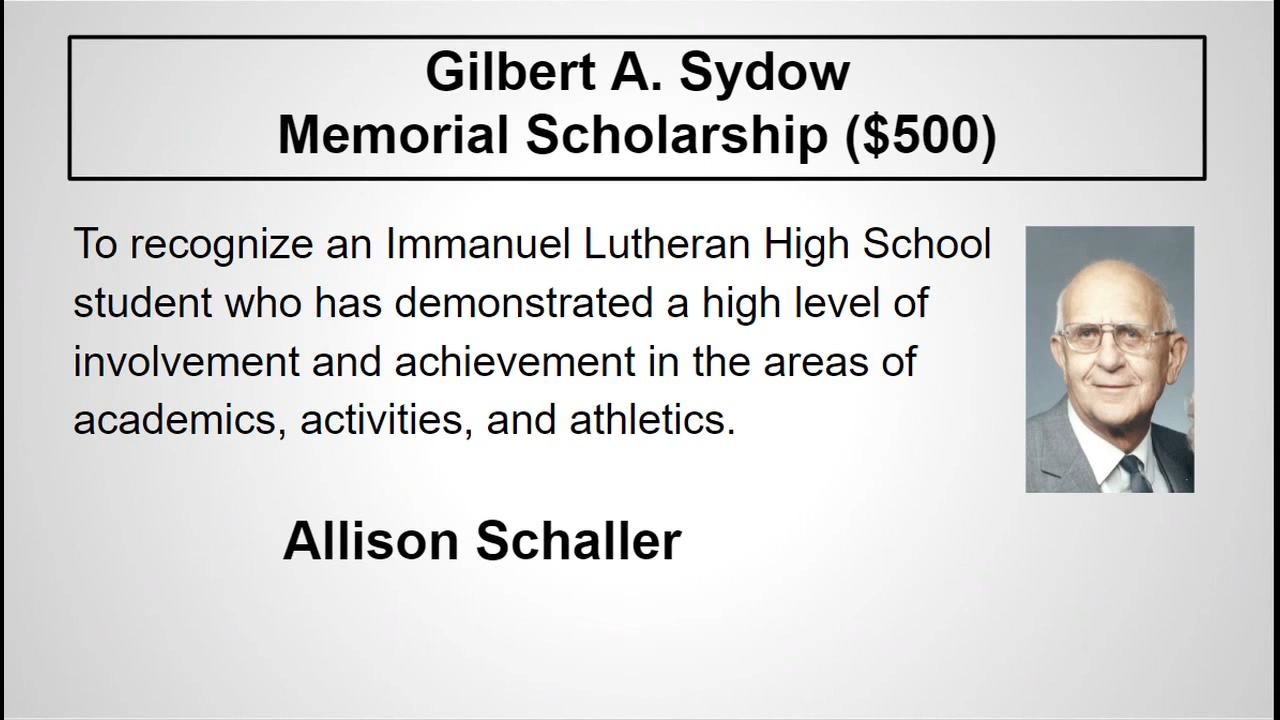 Gilbert A. Sydow
Memorial Scholarship ($500)
To recognize an Immanuel Lutheran High School
student who has demonstrated a high level of
involvement and achievement in the areas of
academics, activities, and athletics.
Allison Schaller